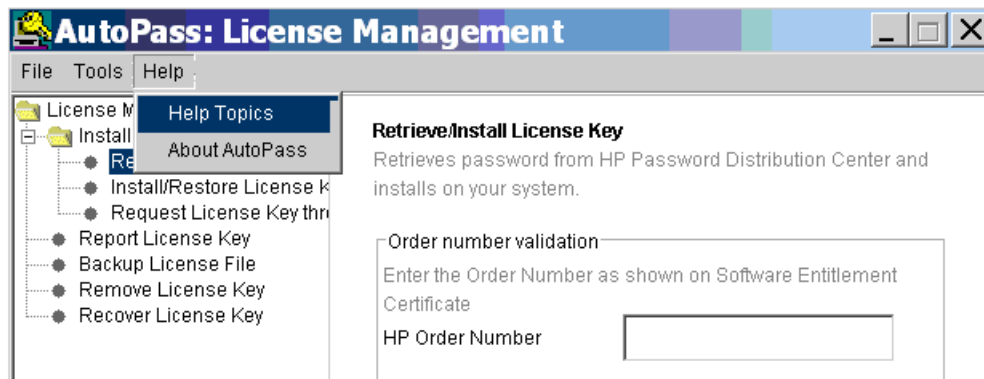 AutoPass: License Management
File Tools Help
Help Topics
About AutoPass
License M
Install
Re
Install/Restore License K
Request License Key thr
Report License Key
Backup License File
Remove License Key
Recover License Key
Retrieve/Install License Key
Retrieves password from HP Password Distribution Center and
installs on your system.
Order number validation
Enter the Order Number as shown on Software Entitlement
Certificate
HP Order Number